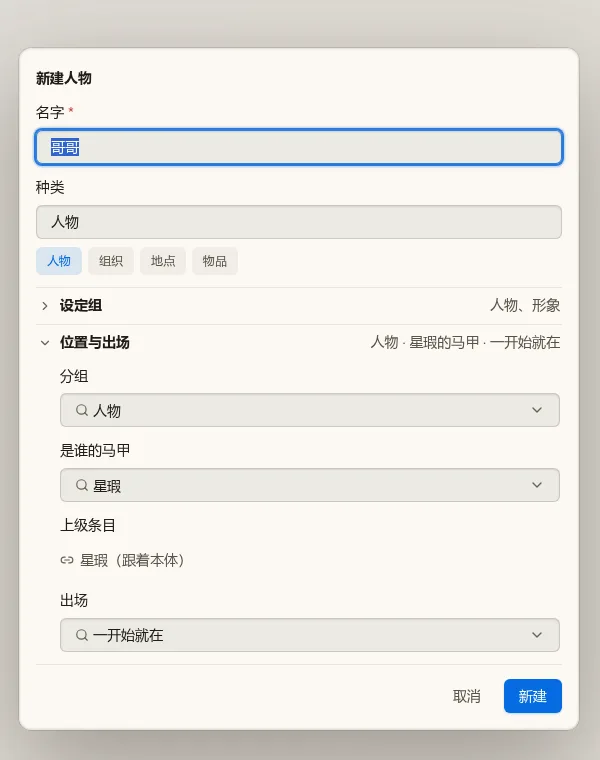 新建人物
名字 *
哥哥
种类
人物
人物 组织 地点 物品
设定组 人物、形象
位置与出场 人物 · 星瑕的马甲 · 一开始就在
分组
人物
是谁的马甲
星瑕
上级条目
星瑕（跟着本体）
出场
一开始就在
取消 新建